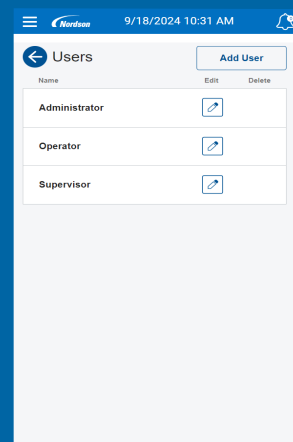 Nordson 9/18/2024 10:31 AM
Users Add User
Name Edit Delete
Administrator
Operator
Supervisor